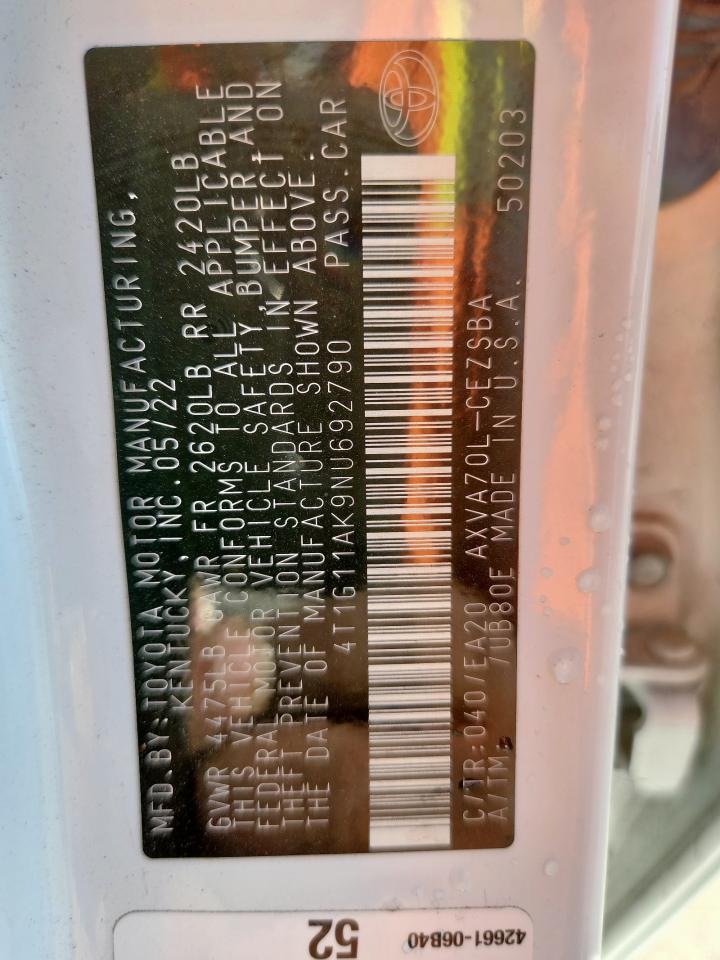 MFD.BY:TOYOTA MOTOR MANUFACTURING,
KENTUCKY, INC.05/22
GVWR 4475LB GAWR FR 2620LB RR 2420LB
THIS VEHICLE CONFORMS TO ALL APPLICABLE
FEDERAL MOTOR VEHICLE SAFETY,BUMPER,AND
THEFT PREVENTION STANDARDS IN EFFECT ON
THE DATE OF MANUFACTURE SHOWN ABOVE.
4T1G11AK9NU692790 PASS.CAR
C/TR:040/EA20 AXVA70L-CEZSBA
A/TM: /UB80E MADE IN U.S.A. 50203
52
42661-06B40